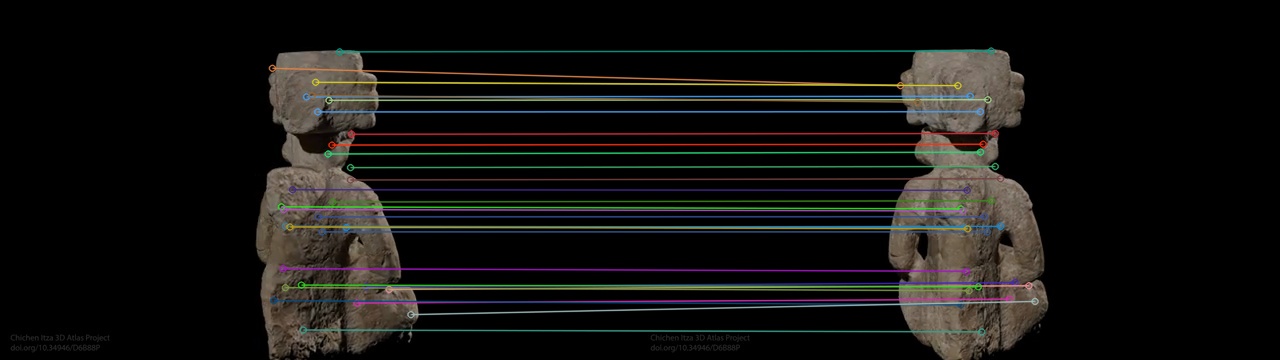 Chichen Itza 3D Atlas Project
doi.org/10.34946/D6B88P
Chichen Itza 3D Atlas Project
doi.org/10.34946/D6B88P